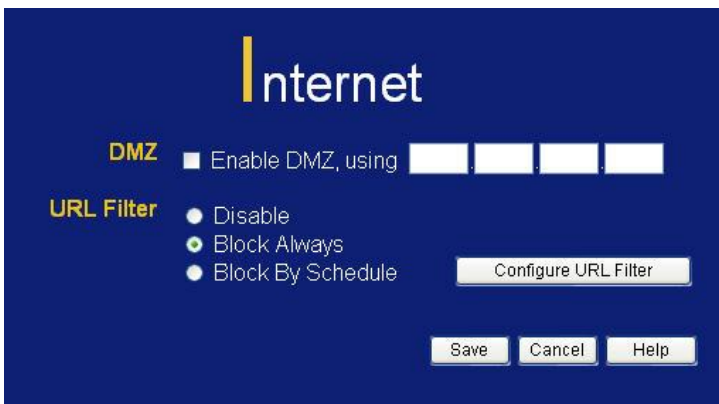 Internet
DMZ Enable DMZ, using . . .
URL Filter Disable
Block Always
Block By Schedule Configure URL Filter
Save Cancel Help